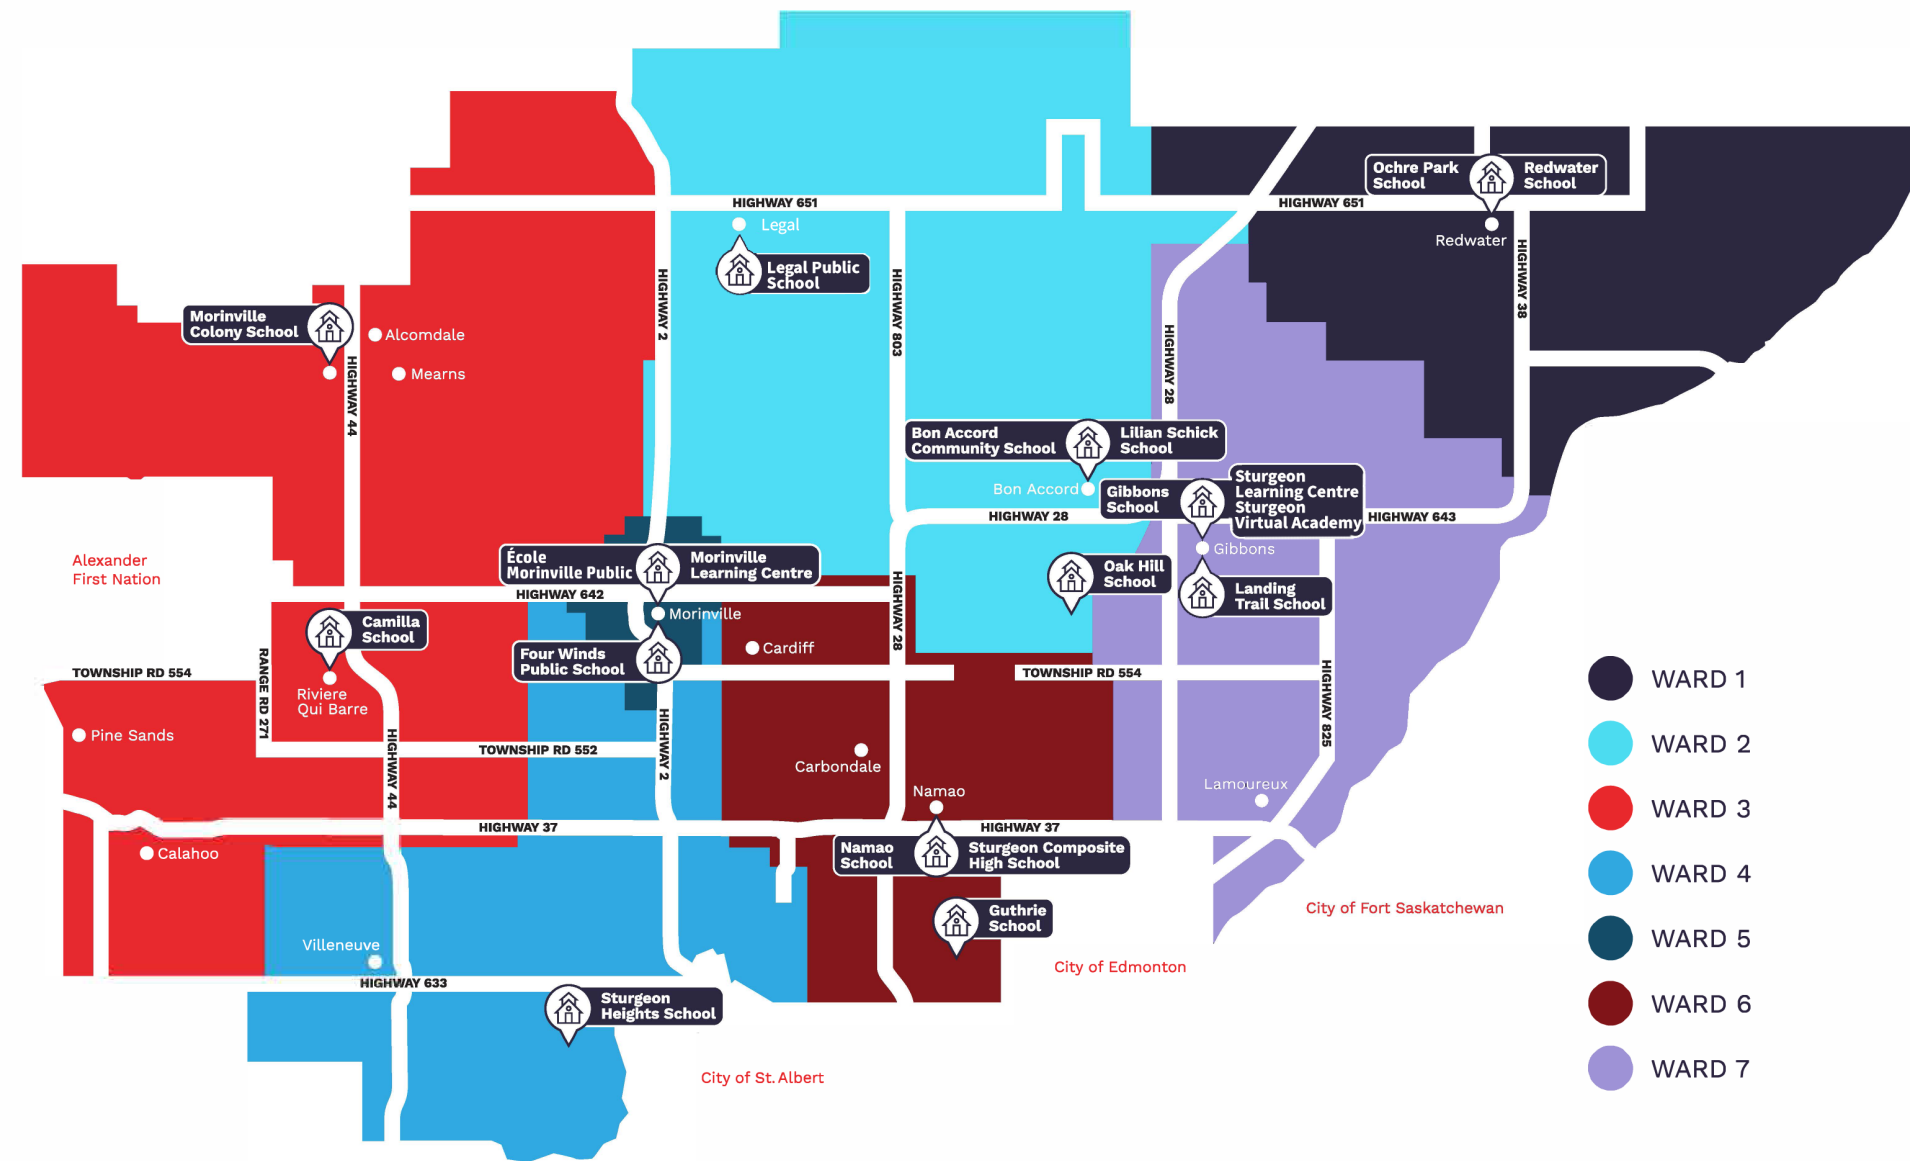 Ochre Park
School
Redwater
School
HIGHWAY 651
HIGHWAY 651
Legal
Redwater
Legal Public
School
HIGHWAY 2
HIGHWAY 803
HIGHWAY 38
Morinville
Colony School
Alcomdale
Mearns
HIGHWAY 44
HIGHWAY 28
Bon Accord
Community School
Lilian Schick
School
Bon Accord
Gibbons
School
Sturgeon
Learning Centre
Sturgeon
Virtual Academy
HIGHWAY 28
HIGHWAY 643
Gibbons
Alexander
First Nation
École
Morinville Public
Morinville
Learning Centre
Oak Hill
School
Landing
Trail School
HIGHWAY 642
HIGHWAY 28
Morinville
Camilla
School
Four Winds
Public School
Cardiff
TOWNSHIP RD 554
RANGE RD 271
TOWNSHIP RD 554
HIGHWAY 825
Riviere
Qui Barre
Pine Sands
HIGHWAY 44
TOWNSHIP RD 552
HIGHWAY 2
Carbondale
Namao
Lamoureux
HIGHWAY 37
HIGHWAY 37
Calahoo
Namao
School
Sturgeon Composite
High School
Guthrie
School
City of Fort Saskatchewan
Villeneuve
City of Edmonton
HIGHWAY 633
Sturgeon
Heights School
City of St. Albert
WARD 1
WARD 2
WARD 3
WARD 4
WARD 5
WARD 6
WARD 7